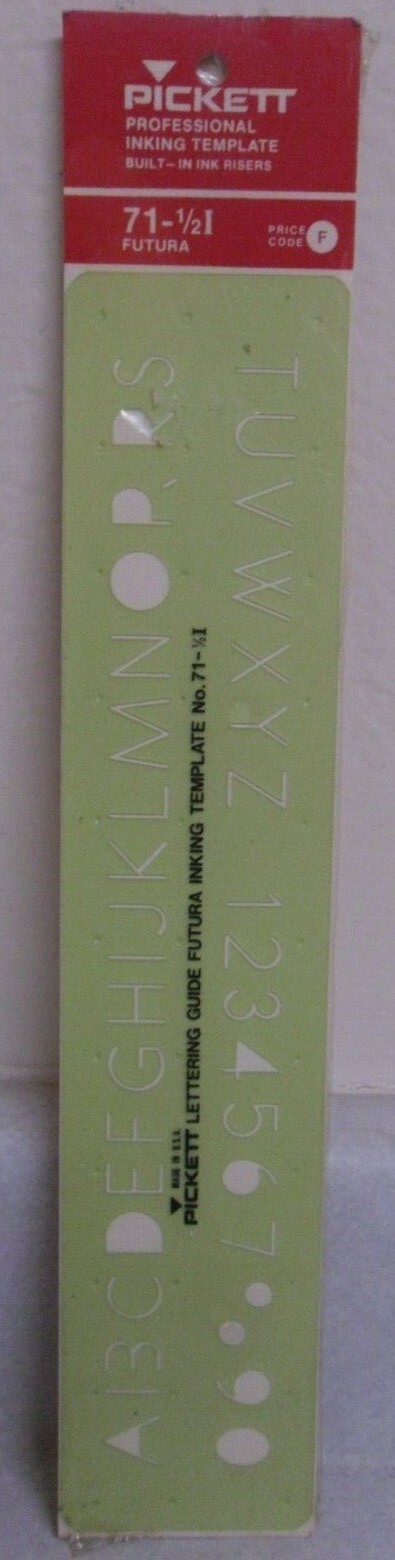 PICKETT
PROFESSIONAL
INKING TEMPLATE
BUILT-IN INK RISERS
71-½I
FUTURA
PRICE CODE F
ABCDEFGHIJKLMNOPQRS
TUVWXYZ 1234567890
MADE IN U.S.A.
PICKETT LETTERING GUIDE FUTURA INKING TEMPLATE No. 71-½I